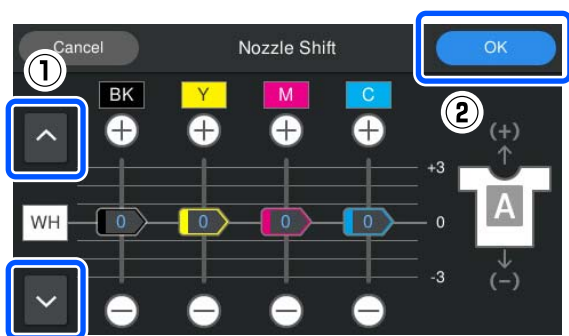 Cancel Nozzle Shift OK
①
BK Y M C
②
(+)
+3
WH 0 0 0 0 0
A
-3
(−)